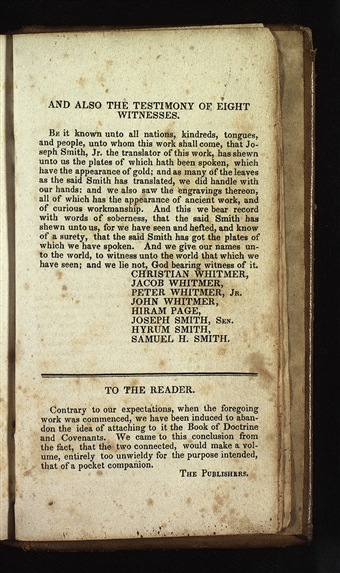 AND ALSO THE TESTIMONY OF EIGHT
WITNESSES.
BE it known unto all nations, kindreds, tongues,
and people, unto whom this work shall come, that Jo-
seph Smith, Jr. the translator of this work, has shewn
unto us the plates of which hath been spoken, which
have the appearance of gold; and as many of the leaves
as the said Smith has translated, we did handle with
our hands: and we also saw the engravings thereon,
all of which has the appearance of ancient work, and
of curious workmanship. And this we bear record
with words of soberness, that the said Smith has
shewn unto us, for we have seen and hefted, and know
of a surety, that the said Smith has got the plates of
which we have spoken. And we give our names un-
to the world, to witness unto the world that which we
have seen; and we lie not, God bearing witness of it.
CHRISTIAN WHITMER,
JACOB WHITMER,
PETER WHITMER, JR.
JOHN WHITMER,
HIRAM PAGE,
JOSEPH SMITH, SEN.
HYRUM SMITH,
SAMUEL H. SMITH.
TO THE READER.
Contrary to our expectations, when the foregoing
work was commenced, we have been induced to aban-
don the idea of attaching to it the Book of Doctrine
and Covenants. We came to this conclusion from
the fact, that the two connected, would make a vol-
ume, entirely too unwieldy for the purpose intended,
that of a pocket companion.
THE PUBLISHERS.